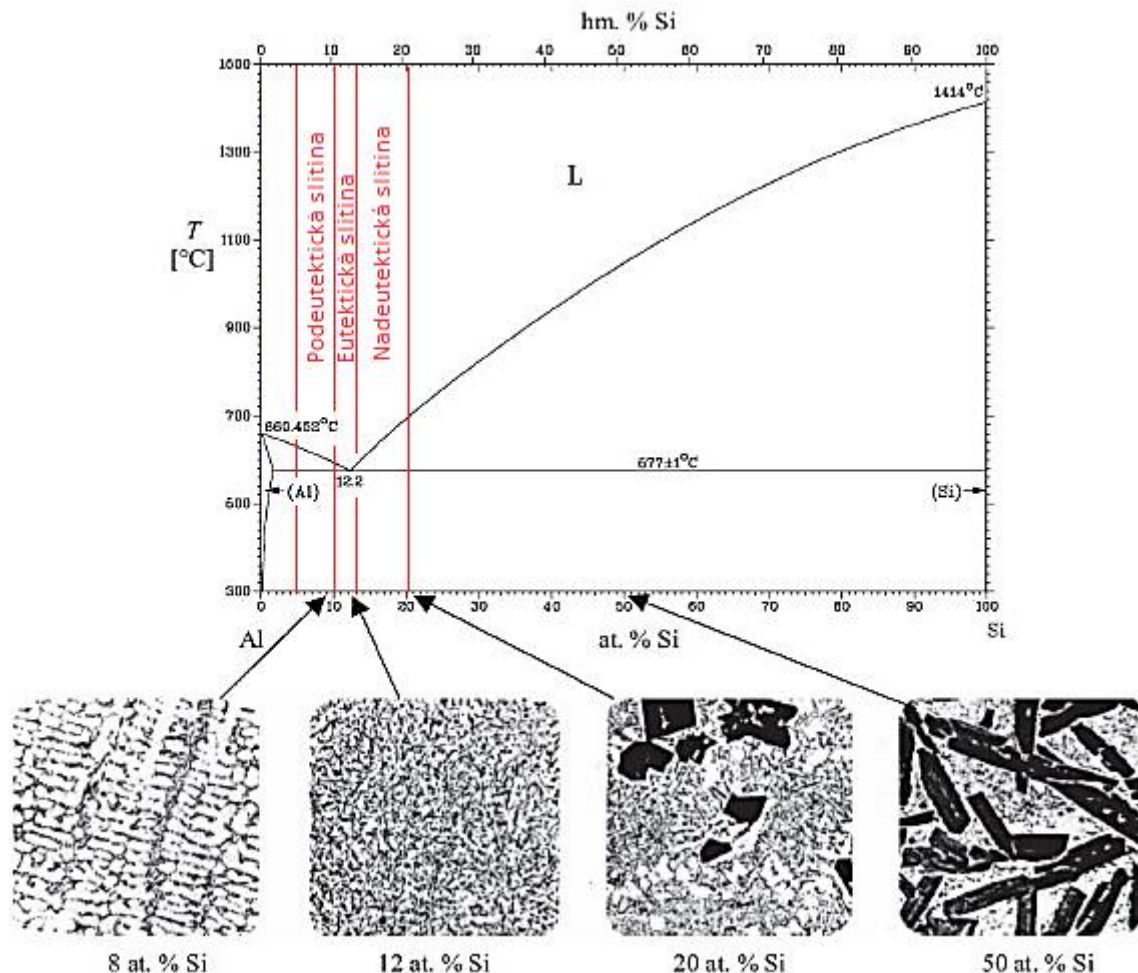 hm. % Si
0 10 20 30 40 50 60 70 80 90 100
1500
1414°C
1300
L
T
[°C]
1100
900
700
500
300
Podeutektická slitina
Eutektická slitina
Nadeutektická slitina
660.452°C
577±1°C
12.2
(Al)
(Si)
0 10 20 30 40 50 60 70 80 90 100
Al
at. % Si
Si
8 at. % Si
12 at. % Si
20 at. % Si
50 at. % Si